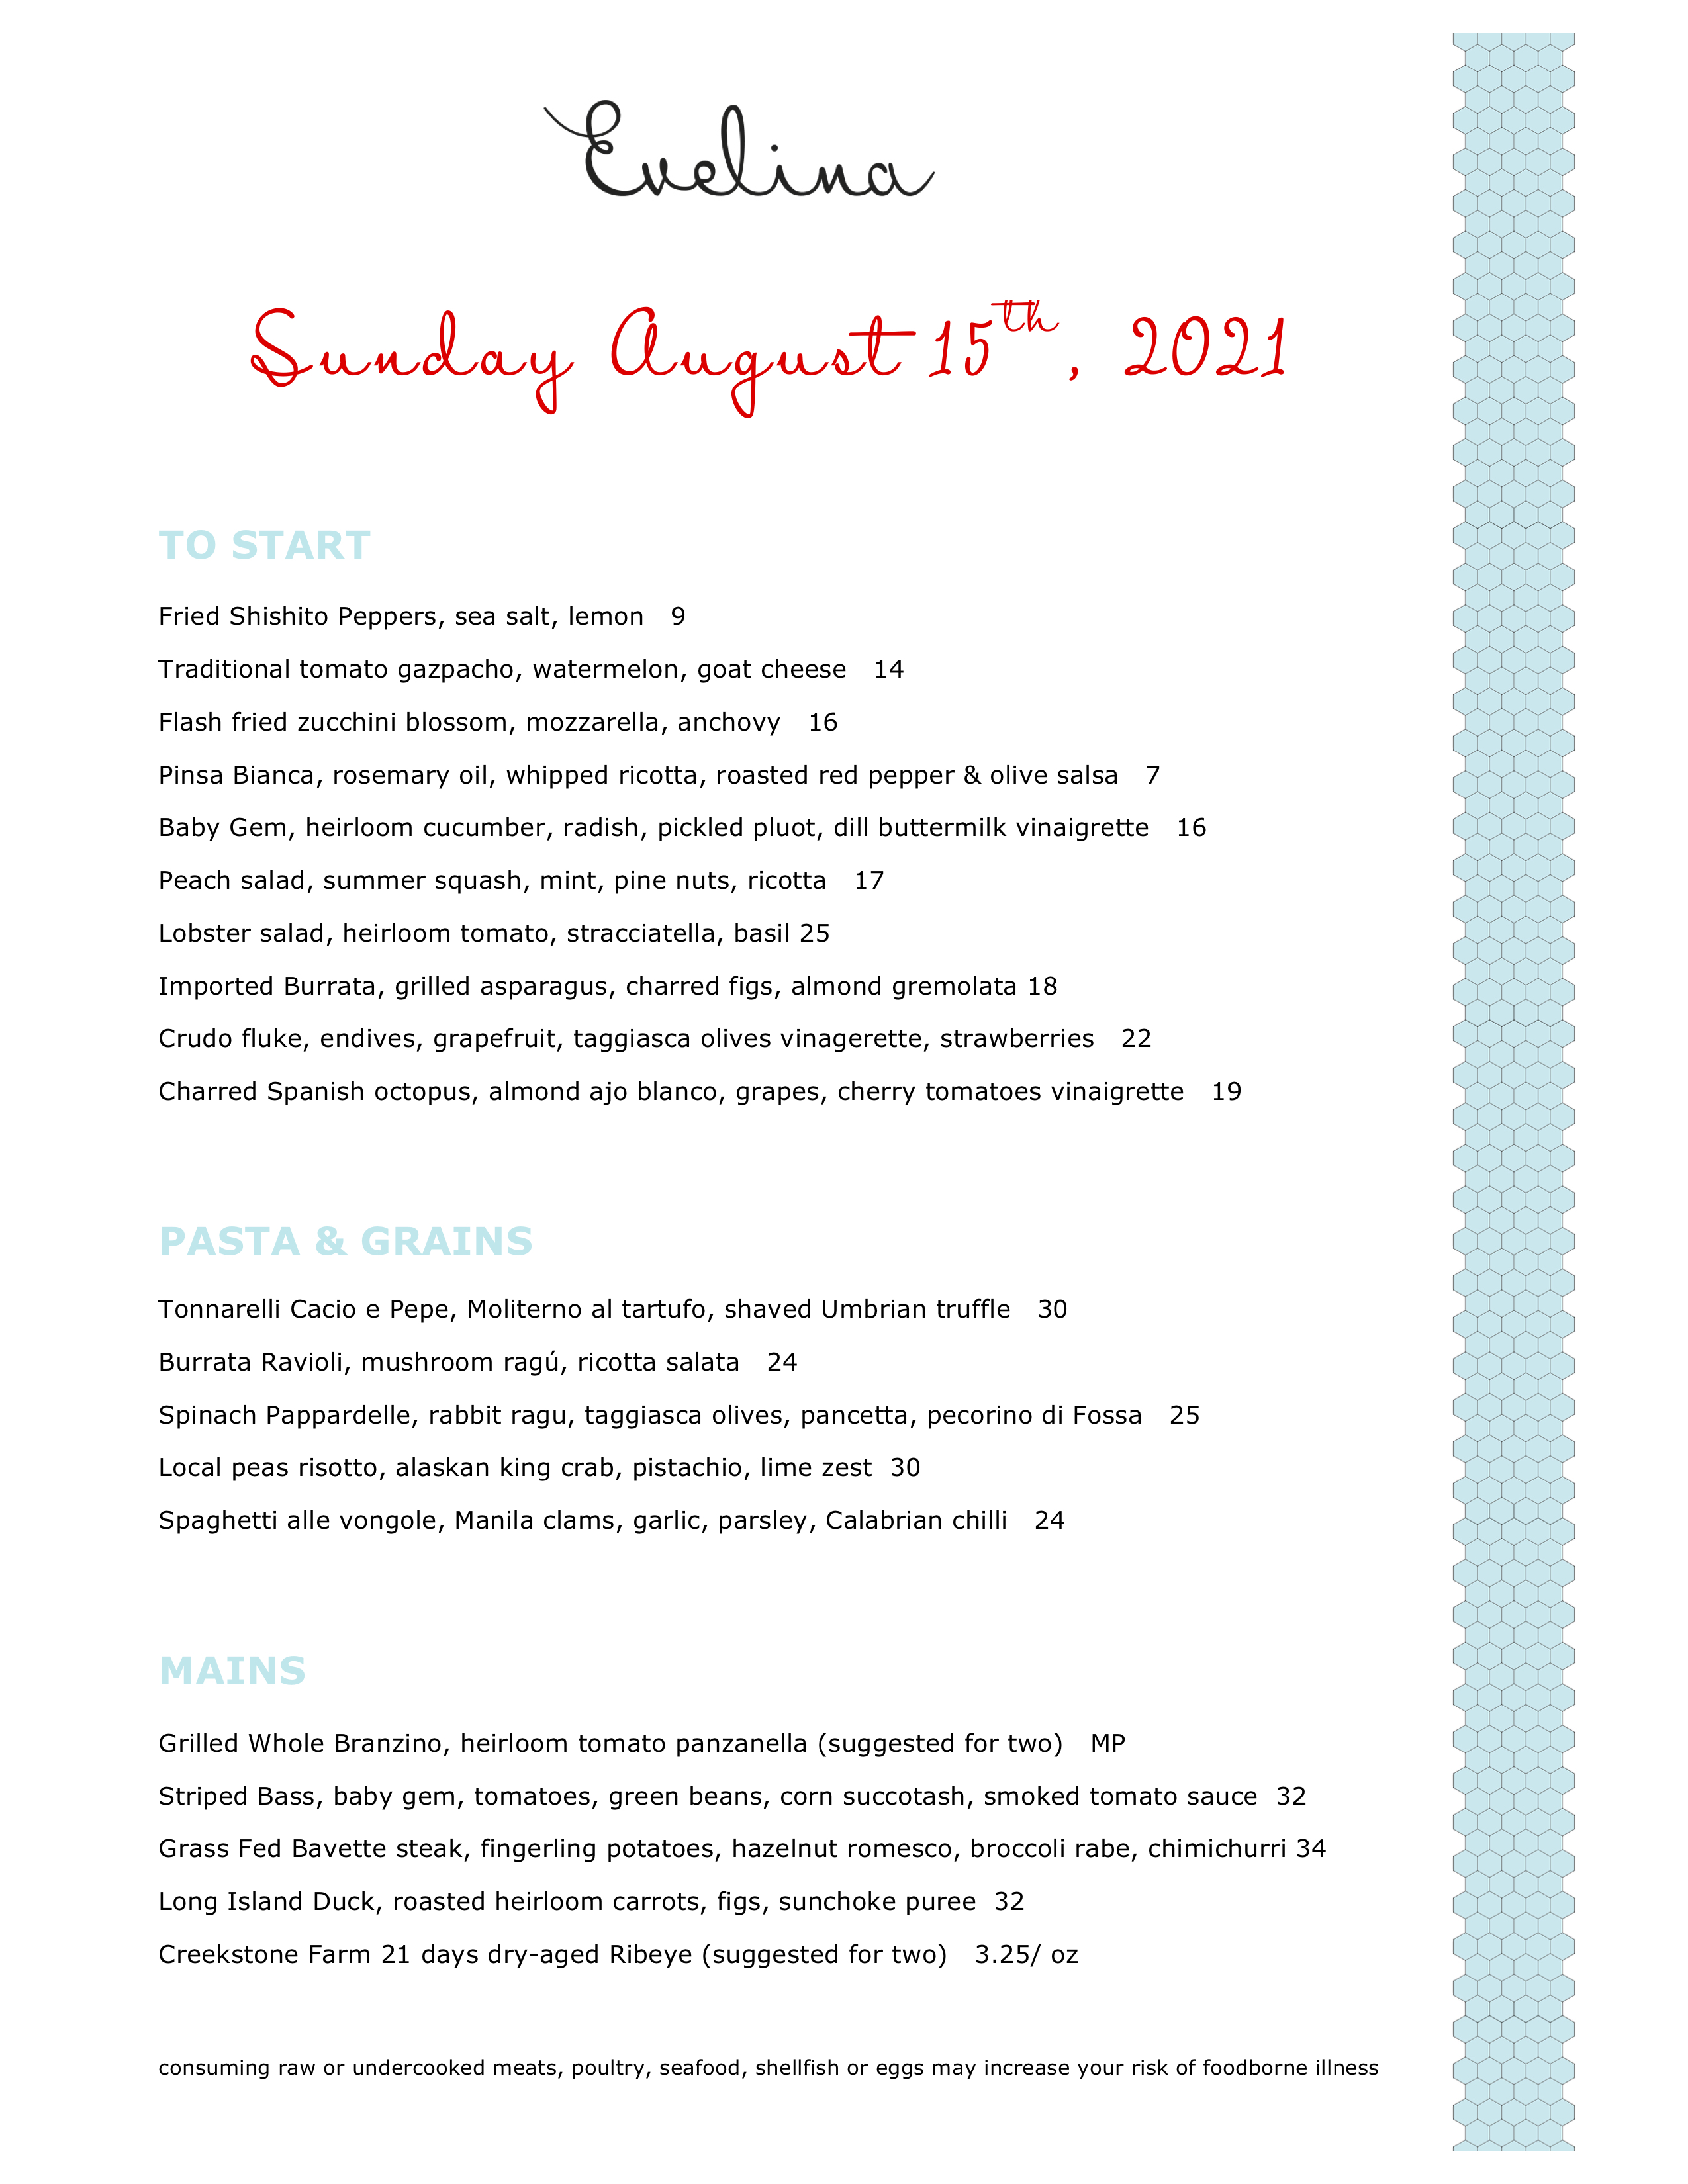 Evelina
Sunday August 15th, 2021
TO START
Fried Shishito Peppers, sea salt, lemon 9
Traditional tomato gazpacho, watermelon, goat cheese 14
Flash fried zucchini blossom, mozzarella, anchovy 16
Pinsa Bianca, rosemary oil, whipped ricotta, roasted red pepper & olive salsa 7
Baby Gem, heirloom cucumber, radish, pickled pluot, dill buttermilk vinaigrette 16
Peach salad, summer squash, mint, pine nuts, ricotta 17
Lobster salad, heirloom tomato, stracciatella, basil 25
Imported Burrata, grilled asparagus, charred figs, almond gremolata 18
Crudo fluke, endives, grapefruit, taggiasca olives vinagerette, strawberries 22
Charred Spanish octopus, almond ajo blanco, grapes, cherry tomatoes vinaigrette 19
PASTA & GRAINS
Tonnarelli Cacio e Pepe, Moliterno al tartufo, shaved Umbrian truffle 30
Burrata Ravioli, mushroom ragú, ricotta salata 24
Spinach Pappardelle, rabbit ragu, taggiasca olives, pancetta, pecorino di Fossa 25
Local peas risotto, alaskan king crab, pistachio, lime zest 30
Spaghetti alle vongole, Manila clams, garlic, parsley, Calabrian chilli 24
MAINS
Grilled Whole Branzino, heirloom tomato panzanella (suggested for two) MP
Striped Bass, baby gem, tomatoes, green beans, corn succotash, smoked tomato sauce 32
Grass Fed Bavette steak, fingerling potatoes, hazelnut romesco, broccoli rabe, chimichurri 34
Long Island Duck, roasted heirloom carrots, figs, sunchoke puree 32
Creekstone Farm 21 days dry-aged Ribeye (suggested for two) 3.25/ oz
consuming raw or undercooked meats, poultry, seafood, shellfish or eggs may increase your risk of foodborne illness